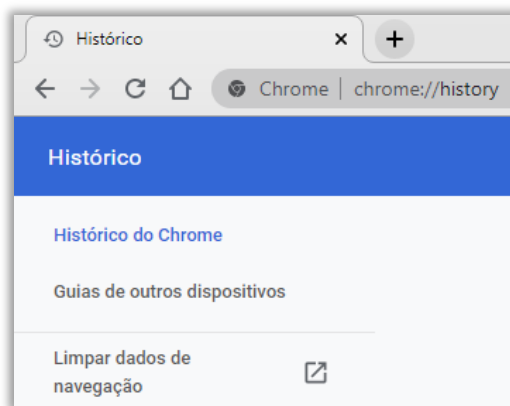 Histórico
Chrome | chrome://history
Histórico
Histórico do Chrome
Guias de outros dispositivos
Limpar dados de
navegação